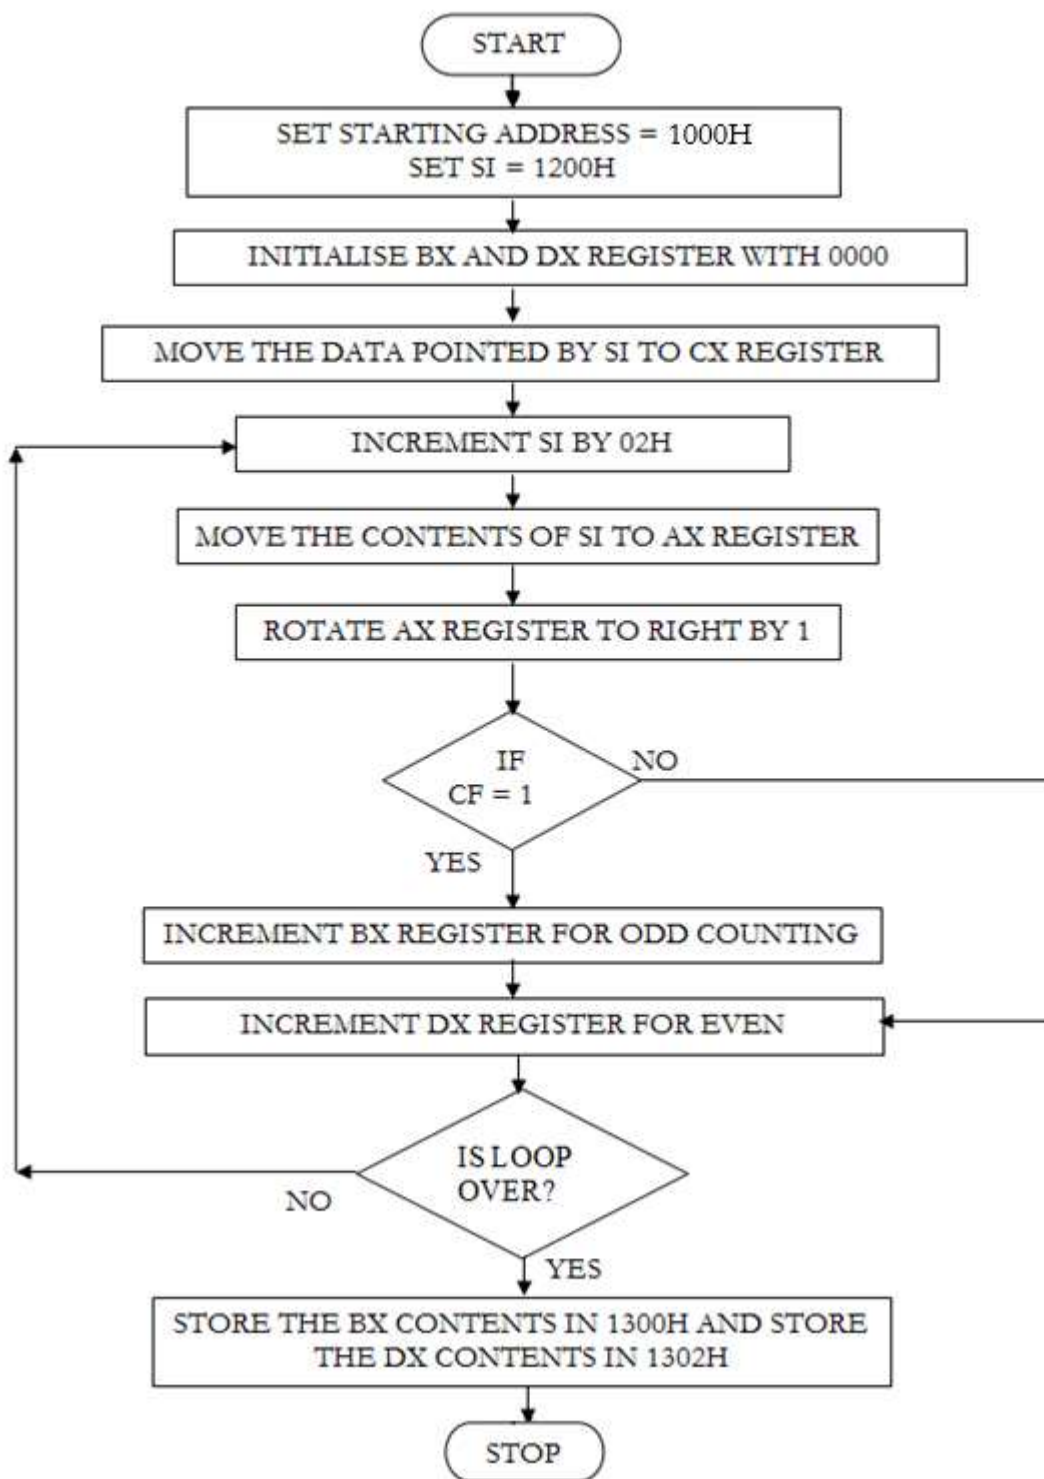 START
SET STARTING ADDRESS = 1000H
SET SI = 1200H
INITIALISE BX AND DX REGISTER WITH 0000
MOVE THE DATA POINTED BY SI TO CX REGISTER
INCREMENT SI BY 02H
MOVE THE CONTENTS OF SI TO AX REGISTER
ROTATE AX REGISTER TO RIGHT BY 1
IF
CF = 1
NO
YES
INCREMENT BX REGISTER FOR ODD COUNTING
INCREMENT DX REGISTER FOR EVEN
IS LOOP
OVER?
NO
YES
STORE THE BX CONTENTS IN 1300H AND STORE
THE DX CONTENTS IN 1302H
STOP